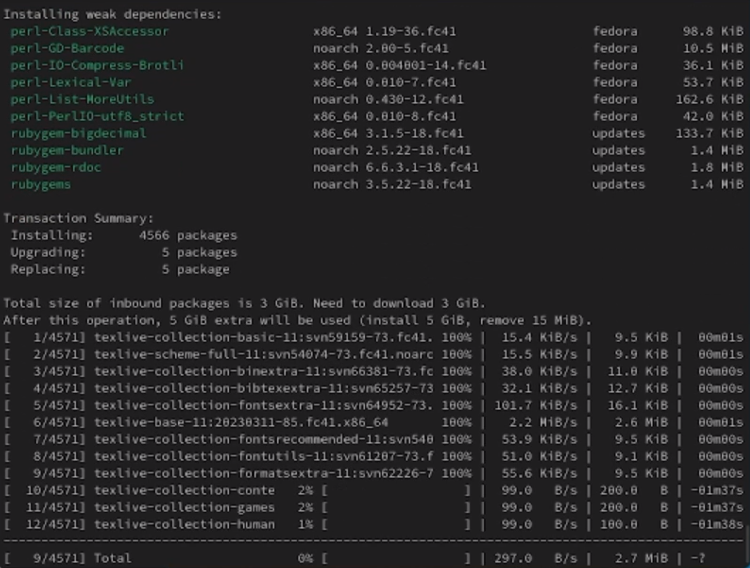 Installing weak dependencies:
perl-Class-XSAccessor x86_64 1.19-36.fc41 fedora 98.8 KiB
perl-GD-Barcode noarch 2.00-5.fc41 fedora 10.5 MiB
perl-IO-Compress-Brotli x86_64 0.004001-14.fc41 fedora 36.1 KiB
perl-Lexical-Var x86_64 0.010-7.fc41 fedora 53.7 KiB
perl-List-MoreUtils noarch 0.430-12.fc41 fedora 162.6 KiB
perl-PerlIO-utf8_strict x86_64 0.010-8.fc41 fedora 42.0 KiB
rubygem-bigdecimal x86_64 3.1.5-18.fc41 updates 133.7 KiB
rubygem-bundler noarch 2.5.22-18.fc41 updates 1.4 MiB
rubygem-rdoc noarch 6.6.3.1-18.fc41 updates 1.8 MiB
rubygems noarch 3.5.22-18.fc41 updates 1.4 MiB
Transaction Summary:
Installing: 4566 packages
Upgrading: 5 packages
Replacing: 5 package
Total size of inbound packages is 3 GiB. Need to download 3 GiB.
After this operation, 5 GiB extra will be used (install 5 GiB, remove 15 MiB).
[ 1/4571] texlive-collection-basic-11:svn59159-73.fc41. 100% | 15.4 KiB/s | 9.5 KiB | 00m01s
[ 2/4571] texlive-scheme-full-11:svn54074-73.fc41.noarc 100% | 15.5 KiB/s | 9.9 KiB | 00m01s
[ 3/4571] texlive-collection-binextra-11:svn66381-73.fc 100% | 38.0 KiB/s | 11.0 KiB | 00m00s
[ 4/4571] texlive-collection-bibtexextra-11:svn65257-73 100% | 32.1 KiB/s | 12.7 KiB | 00m00s
[ 5/4571] texlive-collection-fontsextra-11:svn64952-73. 100% | 101.7 KiB/s | 16.1 KiB | 00m00s
[ 6/4571] texlive-base-11:20230311-85.fc41.x86_64 100% | 2.2 MiB/s | 2.6 MiB | 00m01s
[ 7/4571] texlive-collection-fontsrecommended-11:svn540 100% | 53.9 KiB/s | 9.5 KiB | 00m00s
[ 8/4571] texlive-collection-fontutils-11:svn61207-73.f 100% | 51.0 KiB/s | 9.1 KiB | 00m00s
[ 9/4571] texlive-collection-formatsextra-11:svn62226-7 100% | 55.6 KiB/s | 9.5 KiB | 00m00s
[ 10/4571] texlive-collection-conte 2% [ ] | 99.0 B/s | 200.0 B | -01m37s
[ 11/4571] texlive-collection-games 2% [ ] | 99.0 B/s | 200.0 B | -01m37s
[ 12/4571] texlive-collection-human 1% [ ] | 99.0 B/s | 100.0 B | -01m38s
--------------------------------------------------------------------------------
[ 9/4571] Total 0% [ ] | 297.0 B/s | 2.7 MiB | -?